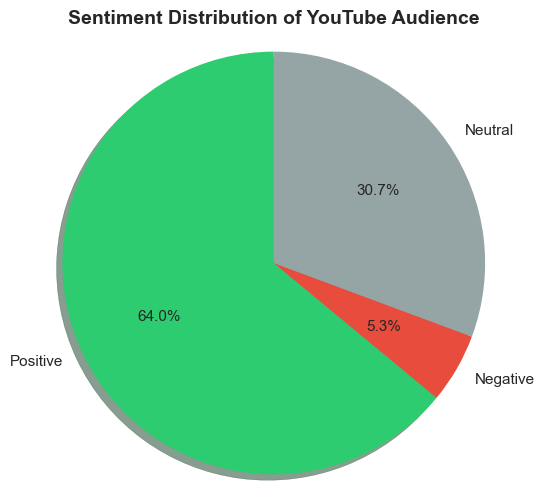 Sentiment Distribution of YouTube Audience
Neutral
30.7%
64.0%
5.3%
Positive
Negative